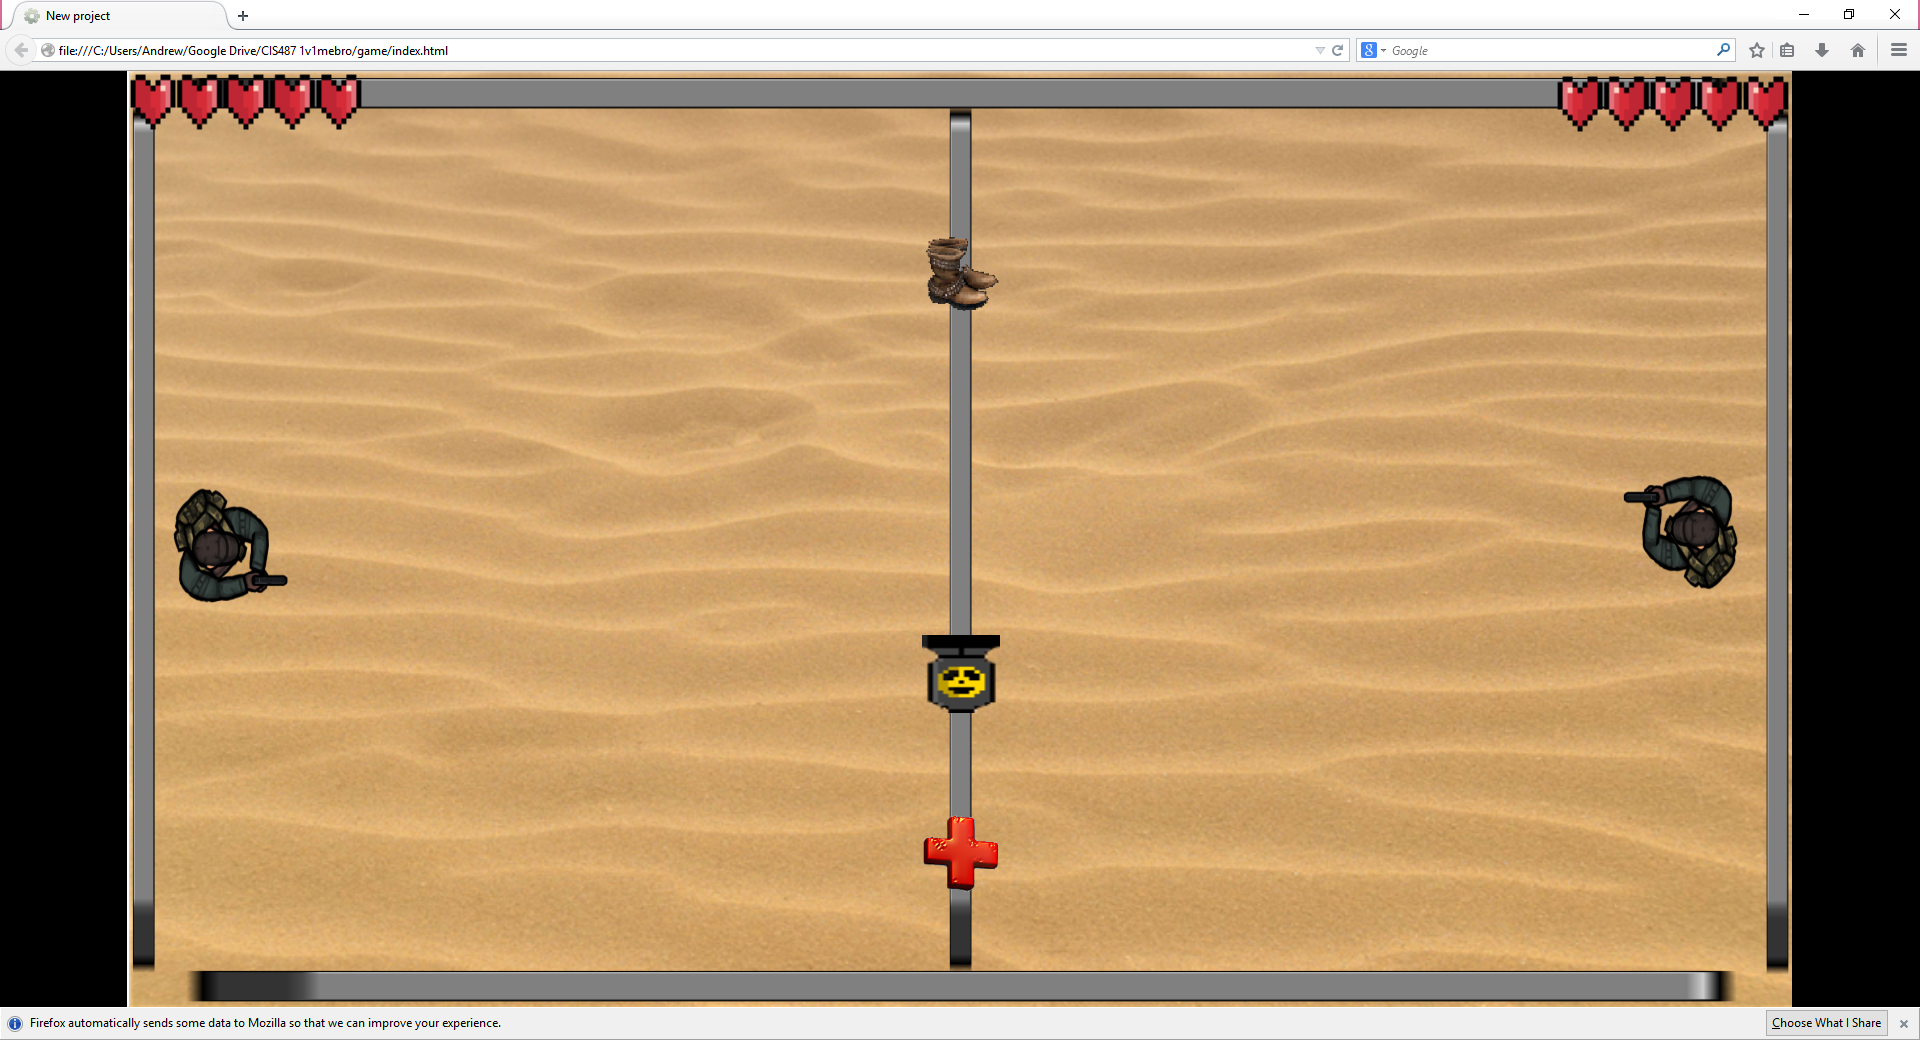 New project
file:///C:/Users/Andrew/Google Drive/CIS487 1v1mebro/game/index.html
8
Google
Firefox automatically sends some data to Mozilla so that we can improve your experience.
Choose What I Share